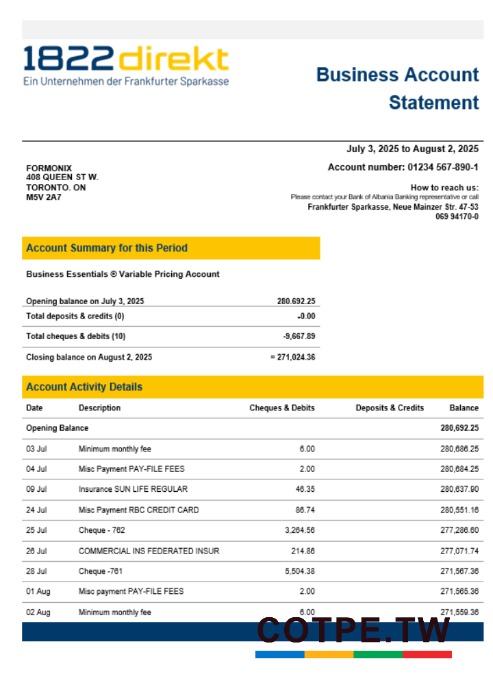 1822direkt
Ein Unternehmen der Frankfurter Sparkasse
Business Account
Statement
July 3, 2025 to August 2, 2025
FORMONIX
408 QUEEN ST W.
TORONTO. ON
M5V 2A7
Account number: 01234 567-890-1
How to reach us:
Please contact your Bank of Albania Banking representative or call
Frankfurter Sparkasse, Neue Mainzer Str. 47-53
069 94170-0
Account Summary for this Period
Business Essentials ® Variable Pricing Account
Opening balance on July 3, 2025 280.692.25
Total deposits & credits (0) -0.00
Total cheques & debits (10) -9,667.89
Closing balance on August 2, 2025 = 271,024.36
Account Activity Details
Date Description Cheques & Debits Deposits & Credits Balance
Opening Balance 280,692.25
03 Jul Minimum monthly fee 6.00 280,686.25
04 Jul Misc Payment PAY-FILE FEES 2.00 280,684.25
09 Jul Insurance SUN LIFE REGULAR 46.35 280,637.90
24 Jul Misc Payment RBC CREDIT CARD 86.74 280,551.16
25 Jul Cheque - 762 3,264.56 277,286.60
26 Jul COMMERCIAL INS FEDERATED INSUR 214.86 277,071.74
28 Jul Cheque -761 5,504.38 271,567.36
01 Aug Misc payment PAY-FILE FEES 2.00 271,565.36
02 Aug Minimum monthly fee 6.00 271,559.36
COTPE.TW